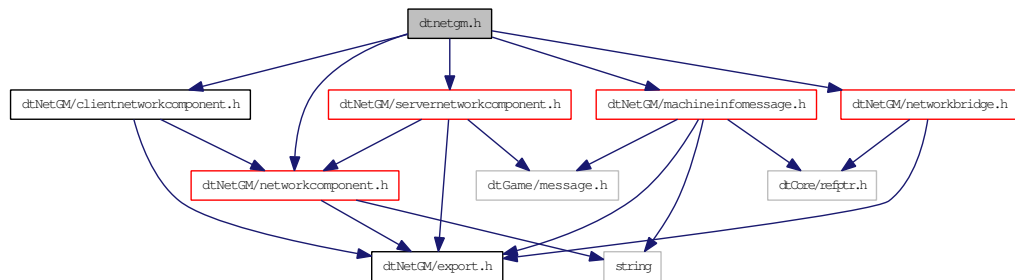 dtnetgm.h
dtNetGM/clientnetworkcomponent.h
dtNetGM/servernetworkcomponent.h
dtNetGM/machineinfomessage.h
dtNetGM/networkbridge.h
dtNetGM/networkcomponent.h
dtGame/message.h
dtCore/refptr.h
dtNetGM/export.h
string